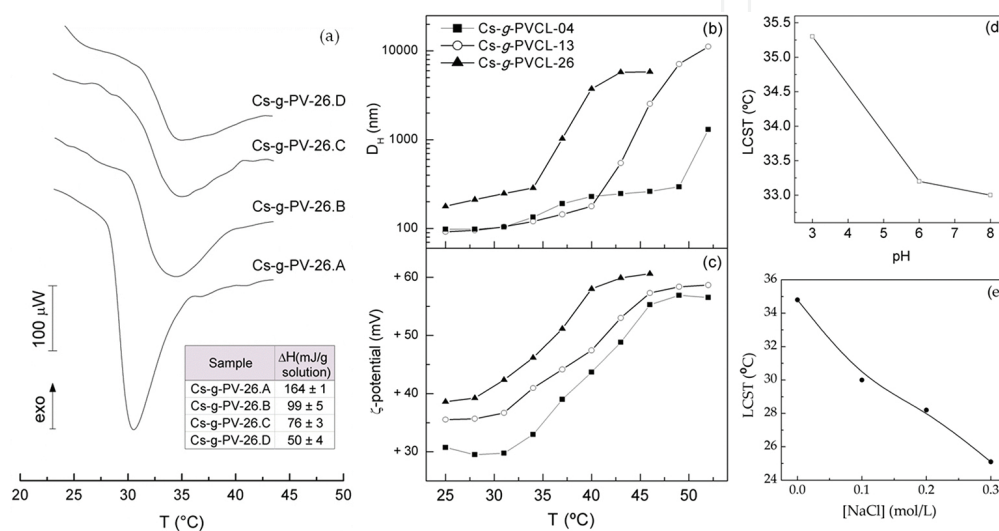 (a)
Cs-g-PV-26.D
Cs-g-PV-26.C
Cs-g-PV-26.B
Cs-g-PV-26.A
100 μW
exo
Sample ΔH(mJ/g solution)
Cs-g-PV-26.A 164 ± 1
Cs-g-PV-26.B 99 ± 5
Cs-g-PV-26.C 76 ± 3
Cs-g-PV-26.D 50 ± 4
20 25 30 35 40 45 50
T (°C)
(b)
Cs-g-PVCL-04
Cs-g-PVCL-13
Cs-g-PVCL-26
10000
1000
100
D_H (nm)
(c)
+ 60
+ 50
+ 40
+ 30
ζ-potential (mV)
25 30 35 40 45 50
T (ºC)
(d
35.5
35.0
34.5
34.0
33.5
33.0
LCST (ºC)
3 4 5 6 7 8
pH
(e
36
34
32
30
28
26
24
LCST (°C)
0.0 0.1 0.2 0.3
[NaCl] (mol/L)